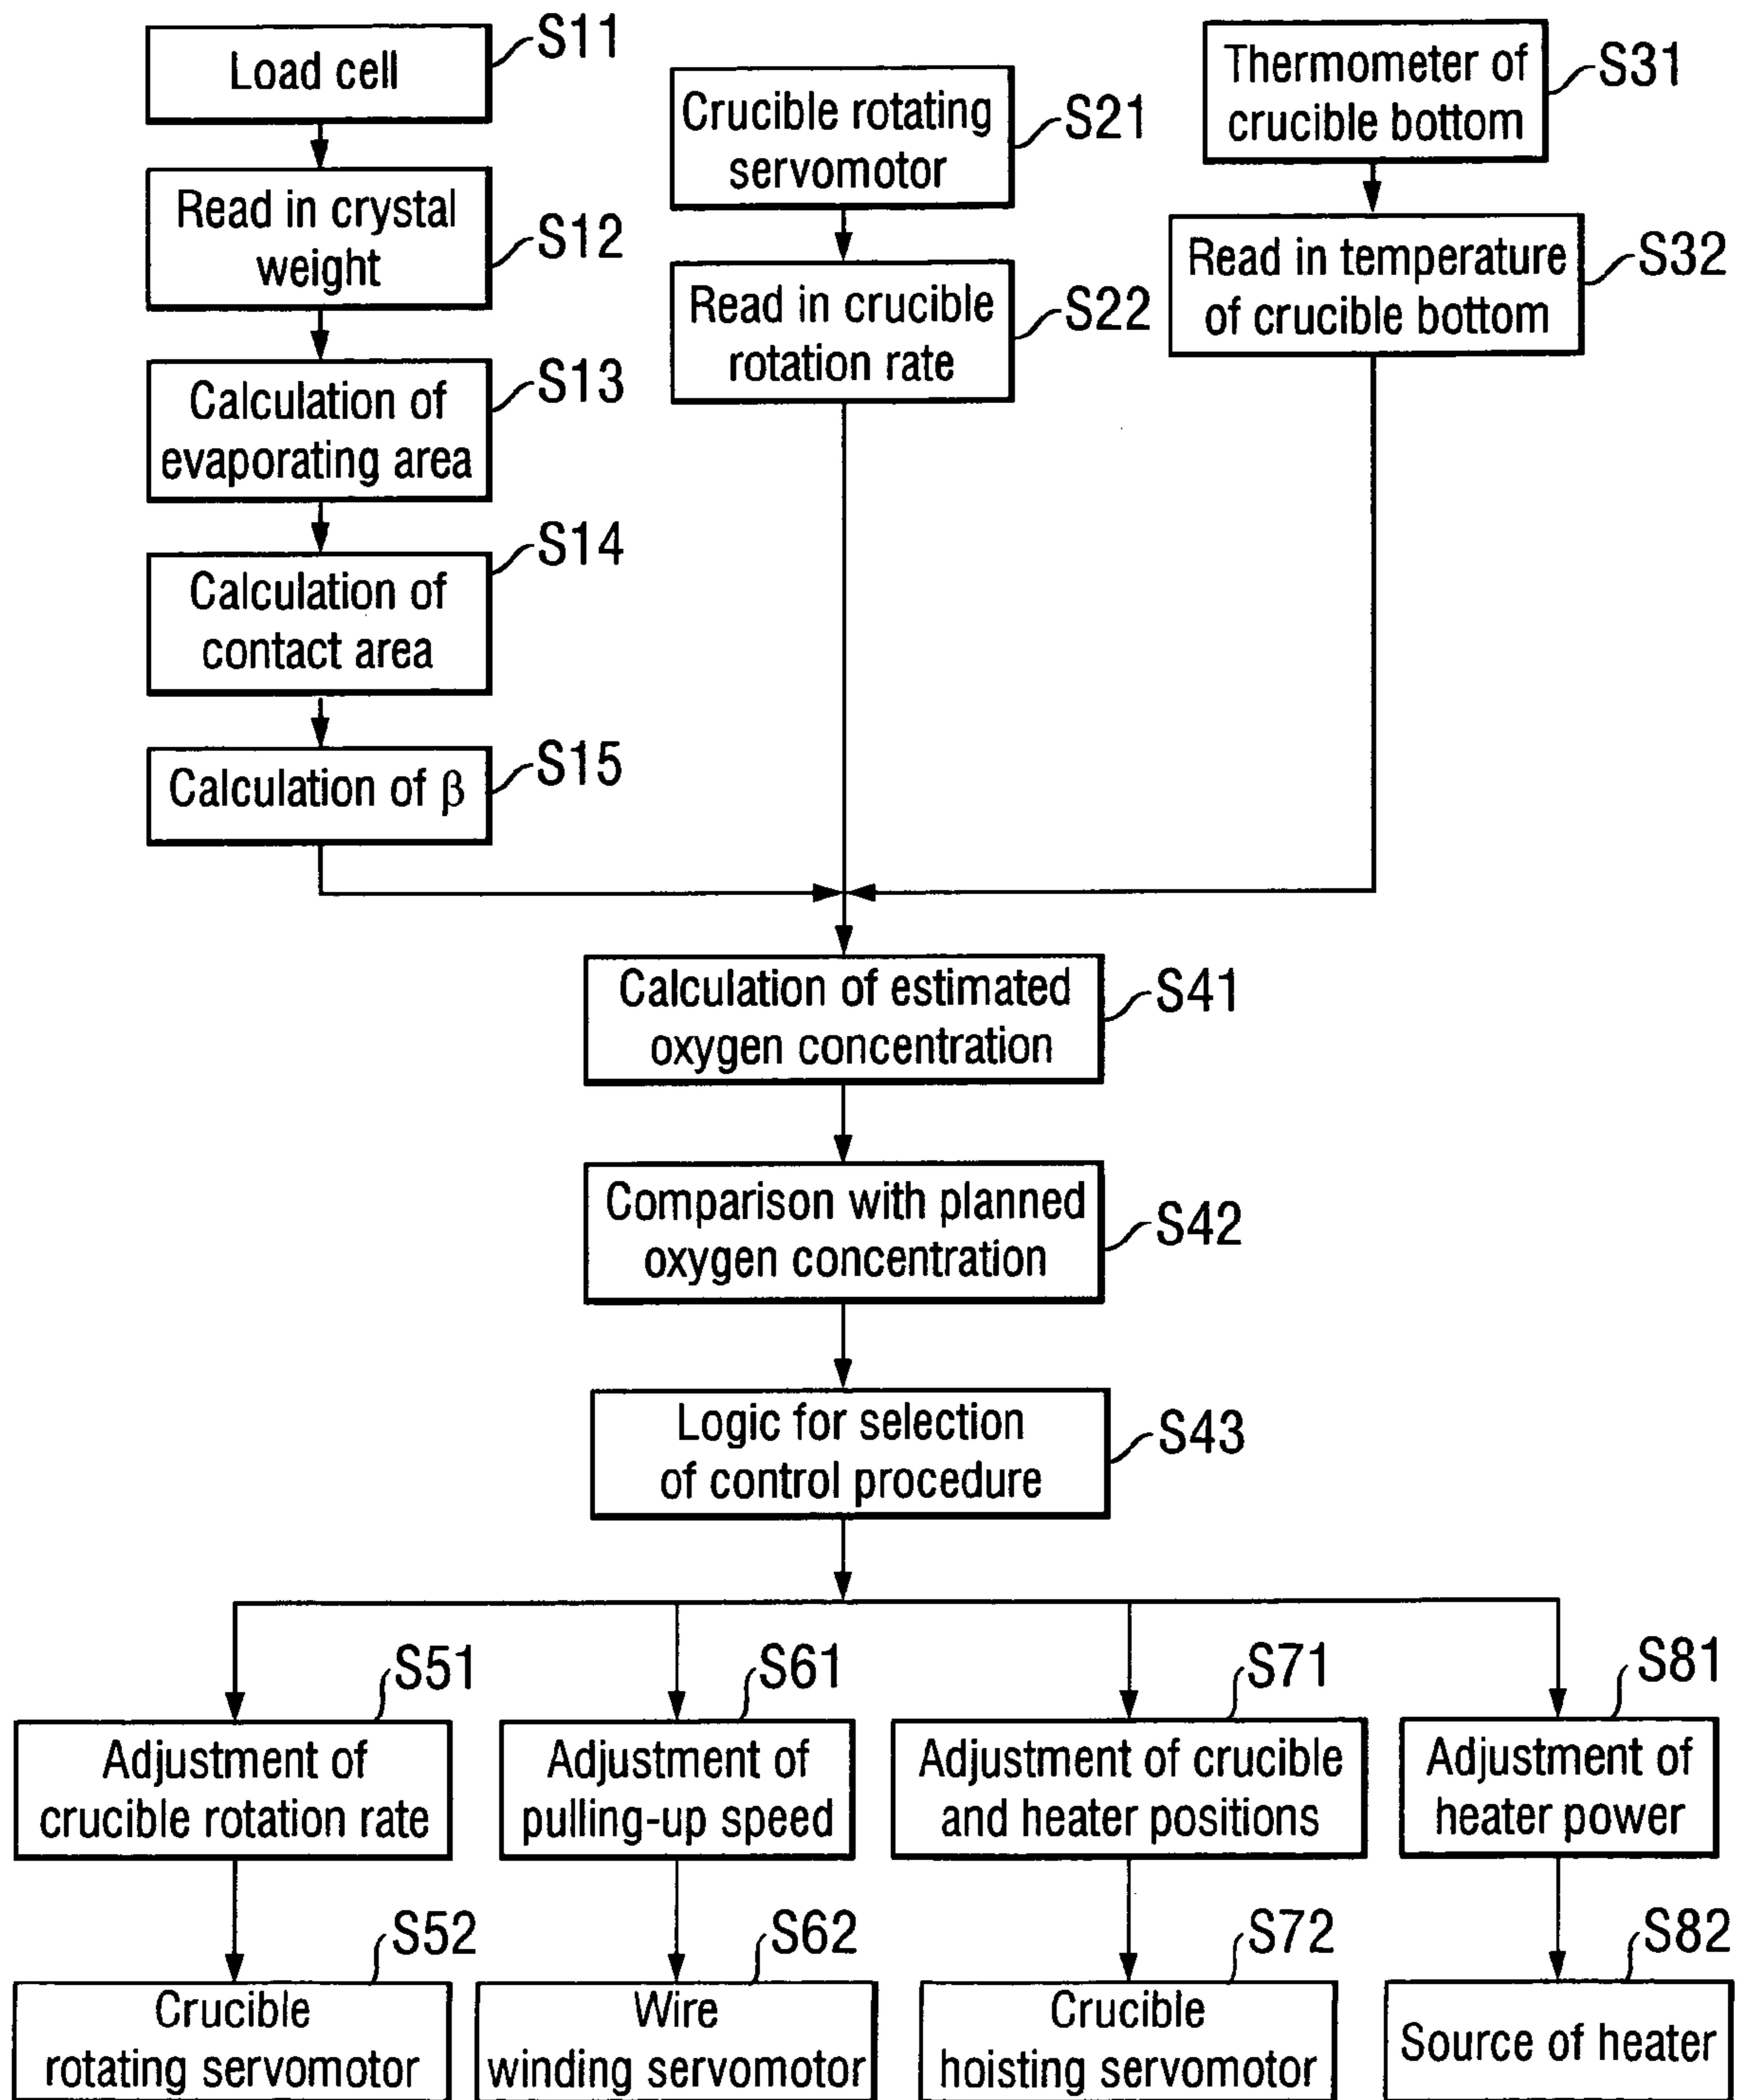 Load cell
S11
Read in crystal
weight
S12
Calculation of
evaporating area
S13
Calculation of
contact area
S14
Calculation of β
S15
Crucible rotating
servomotor
S21
Read in crucible
rotation rate
S22
Thermometer of
crucible bottom
S31
Read in temperature
of crucible bottom
S32
Calculation of estimated
oxygen concentration
S41
Comparison with planned
oxygen concentration
S42
Logic for selection
of control procedure
S43
S51
Adjustment of
crucible rotation rate
S61
Adjustment of
pulling-up speed
S71
Adjustment of crucible
and heater positions
S81
Adjustment of
heater power
S52
Crucible
rotating servomotor
S62
Wire
winding servomotor
S72
Crucible
hoisting servomotor
S82
Source of heater